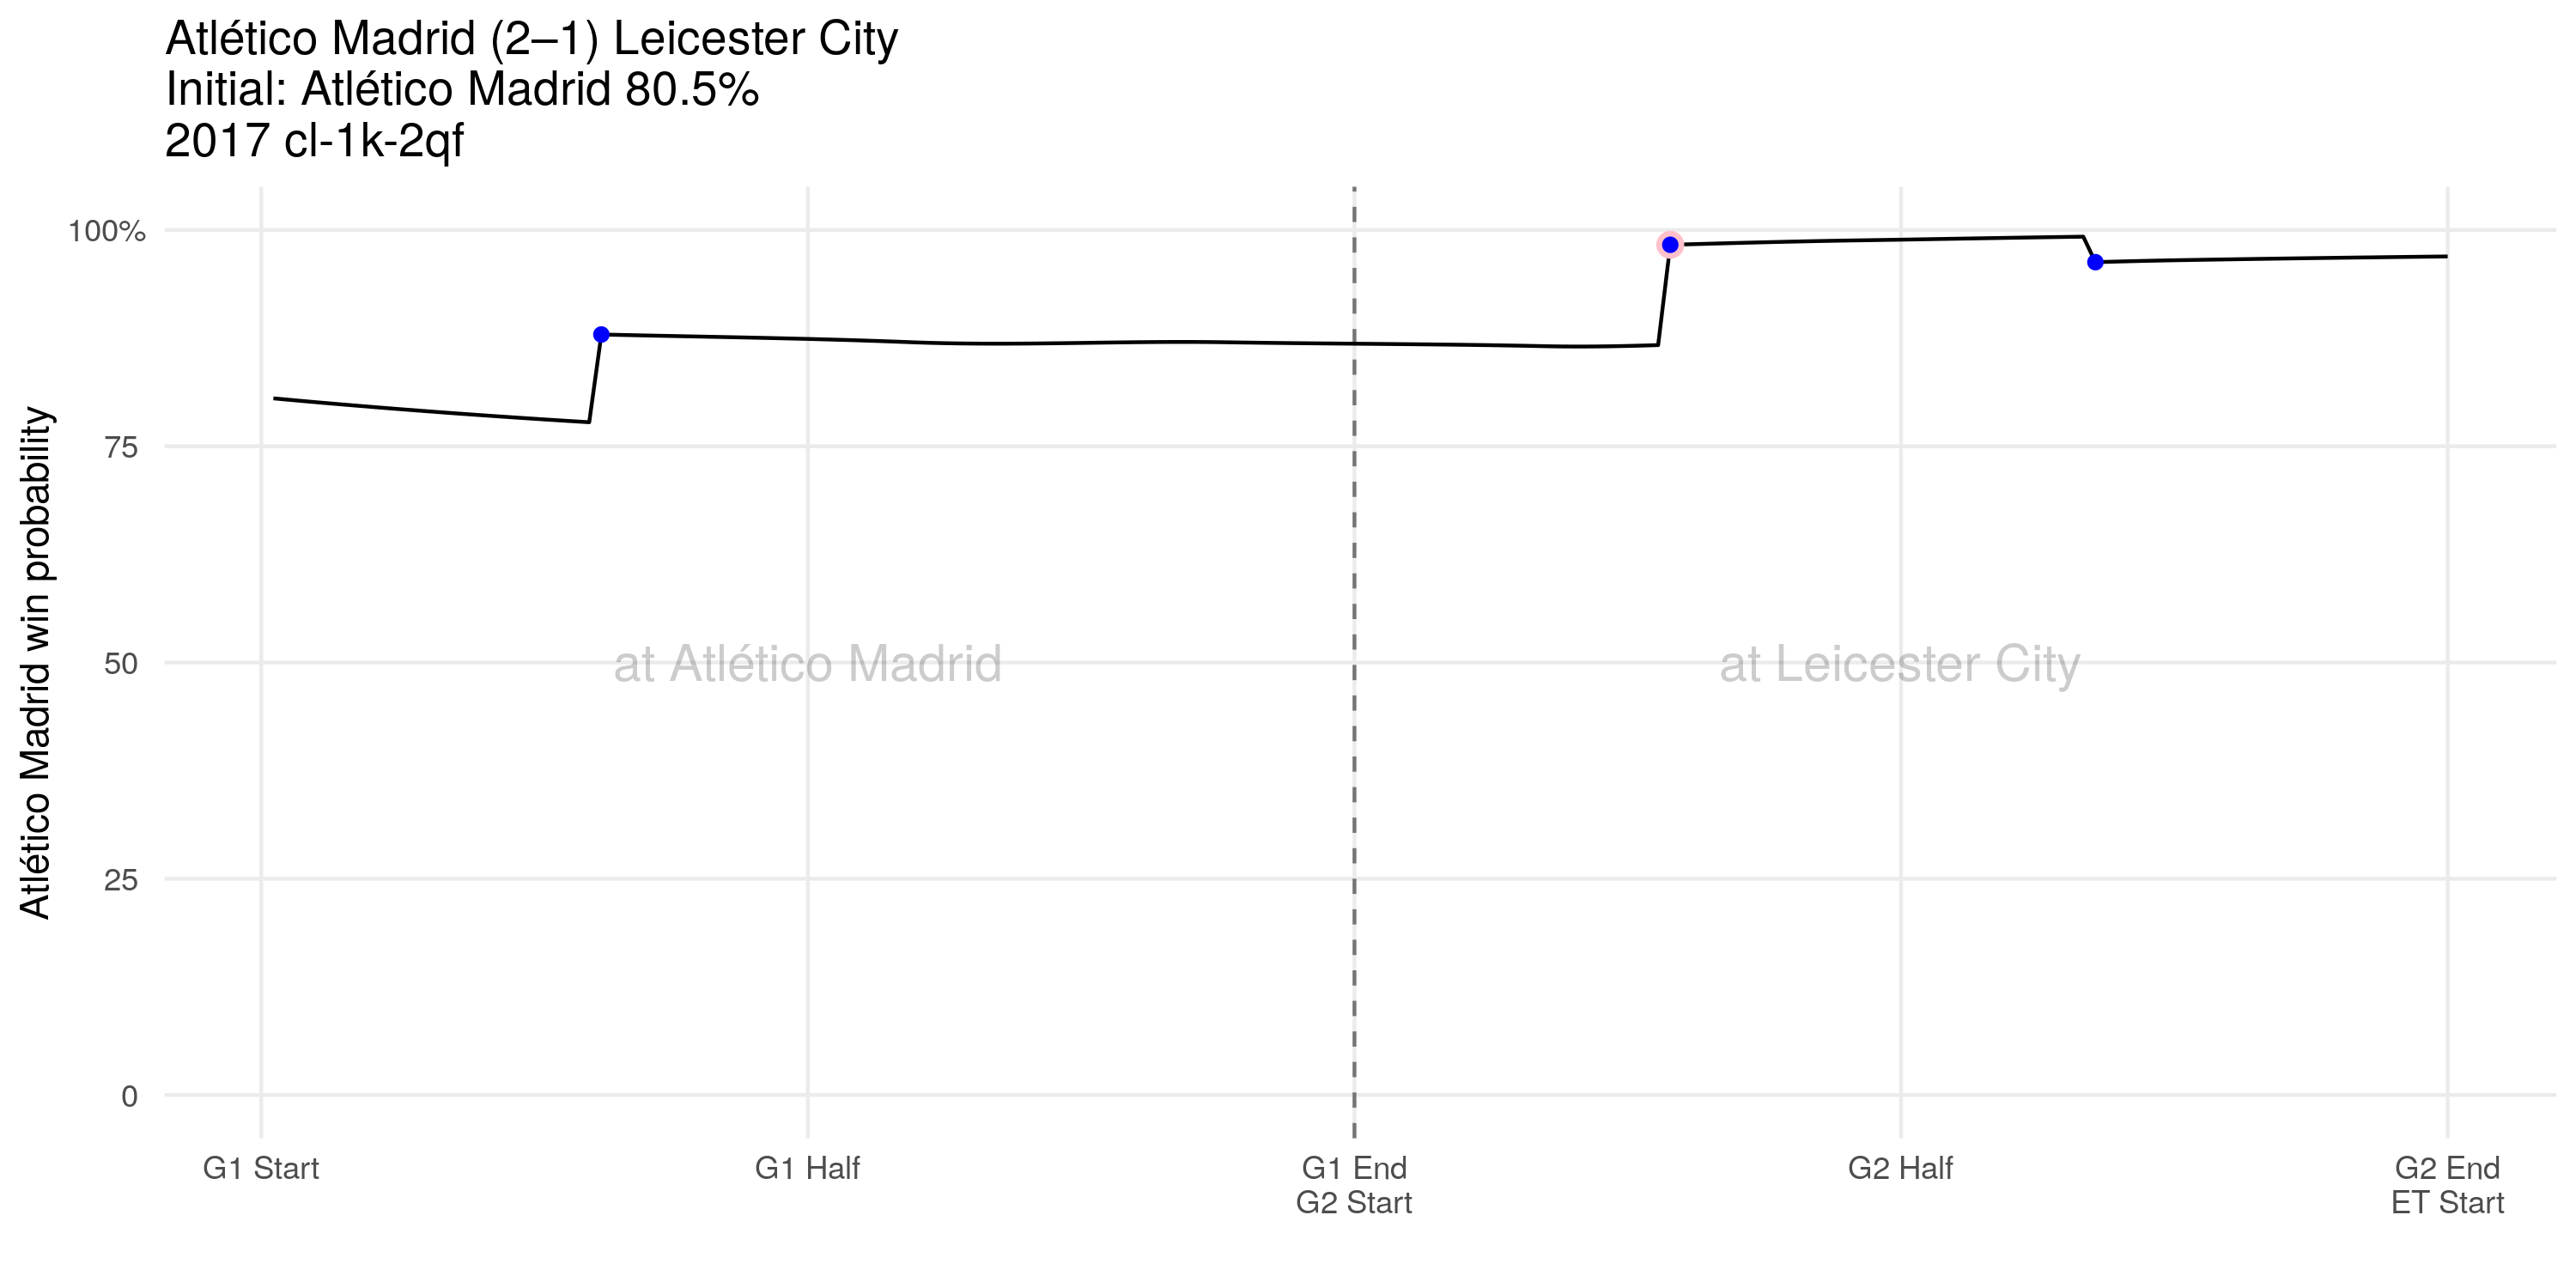 Atlético Madrid (2–1) Leicester City
Initial: Atlético Madrid 80.5%
2017 cl-1k-2qf
Atlético Madrid win probability
100%
75
50
25
0
at Atlético Madrid
at Leicester City
G1 Start
G1 Half
G1 End
G2 Start
G2 Half
G2 End
ET Start